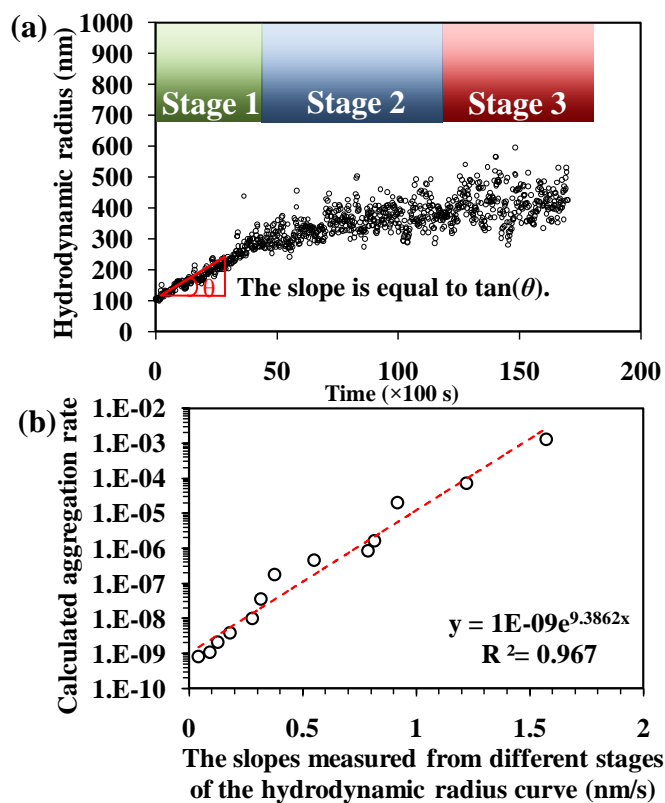 (a)
1000
900
800
700
600
500
400
300
200
100
0
Hydrodynamic radius (nm)
Stage 1
Stage 2
Stage 3
θ
The slope is equal to tan(θ).
0
50
100
150
200
Time (×100 s)
(b)
1.E-02
1.E-03
1.E-04
1.E-05
1.E-06
1.E-07
1.E-08
1.E-09
1.E-10
Calculated aggregation rate
y = 1E-09e^9.3862x
R² = 0.967
0
0.5
1
1.5
2
The slopes measured from different stages
of the hydrodynamic radius curve (nm/s)